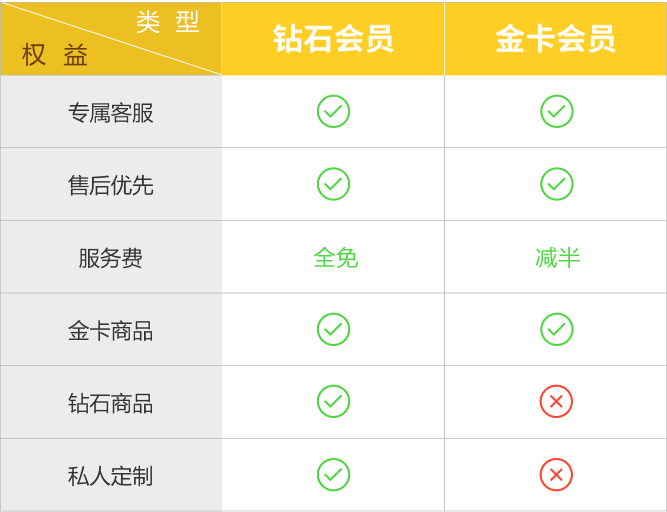 类 型
权 益
钻石会员
金卡会员
专属客服
售后优先
服务费
全免
减半
金卡商品
钻石商品
私人定制